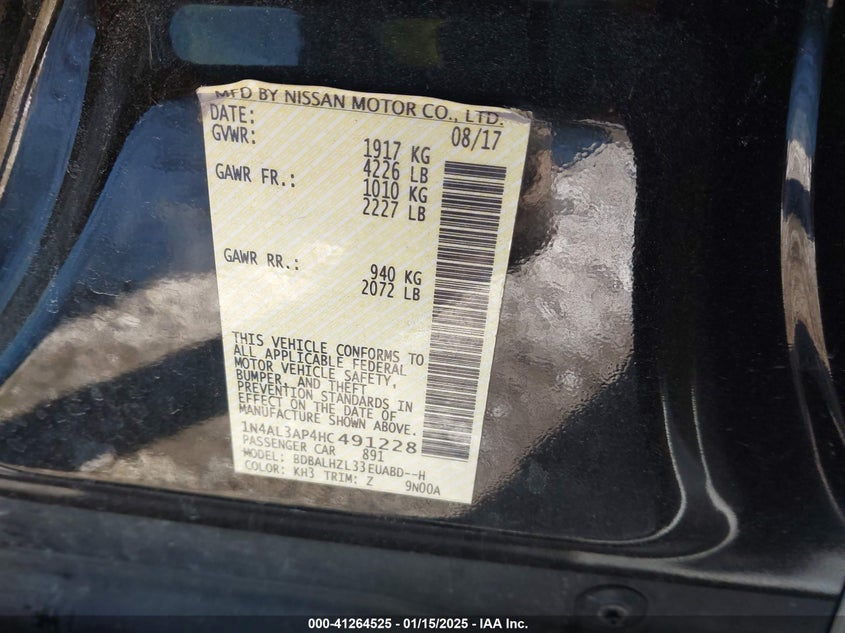 MFD BY NISSAN MOTOR CO., LTD.
DATE: 08/17
GVWR: 1917 KG
4226 LB
GAWR FR.: 1010 KG
2227 LB
GAWR RR.: 940 KG
2072 LB
THIS VEHICLE CONFORMS TO
ALL APPLICABLE FEDERAL
MOTOR VEHICLE SAFETY,
BUMPER, AND THEFT
PREVENTION STANDARDS IN
EFFECT ON THE DATE OF
MANUFACTURE SHOWN ABOVE.
1N4AL3AP4HC491228
PASSENGER CAR 891
MODEL: BDBALHZL33EUABD--H
COLOR: KH3 TRIM: Z 9N00A
000-41264525 - 01/15/2025 - IAA Inc.